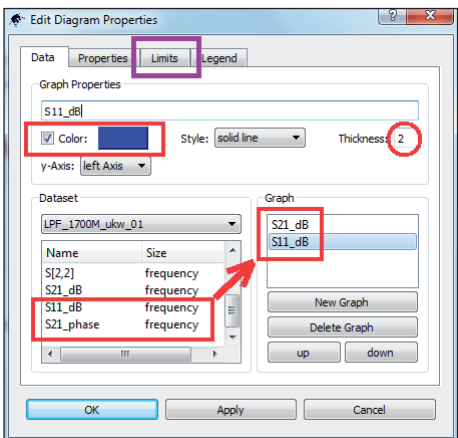 Edit Diagram Properties
Data Properties Limits Legend
Graph Properties
S11_dB
Color: Style: solid line Thickness: 2
y-Axis: left Axis
Dataset
LPF_1700M_ukw_01
Name Size
S[2,2] frequency
S21_dB frequency
S11_dB frequency
S21_phase frequency
Graph
S21_dB
S11_dB
New Graph
Delete Graph
up down
OK Apply Cancel